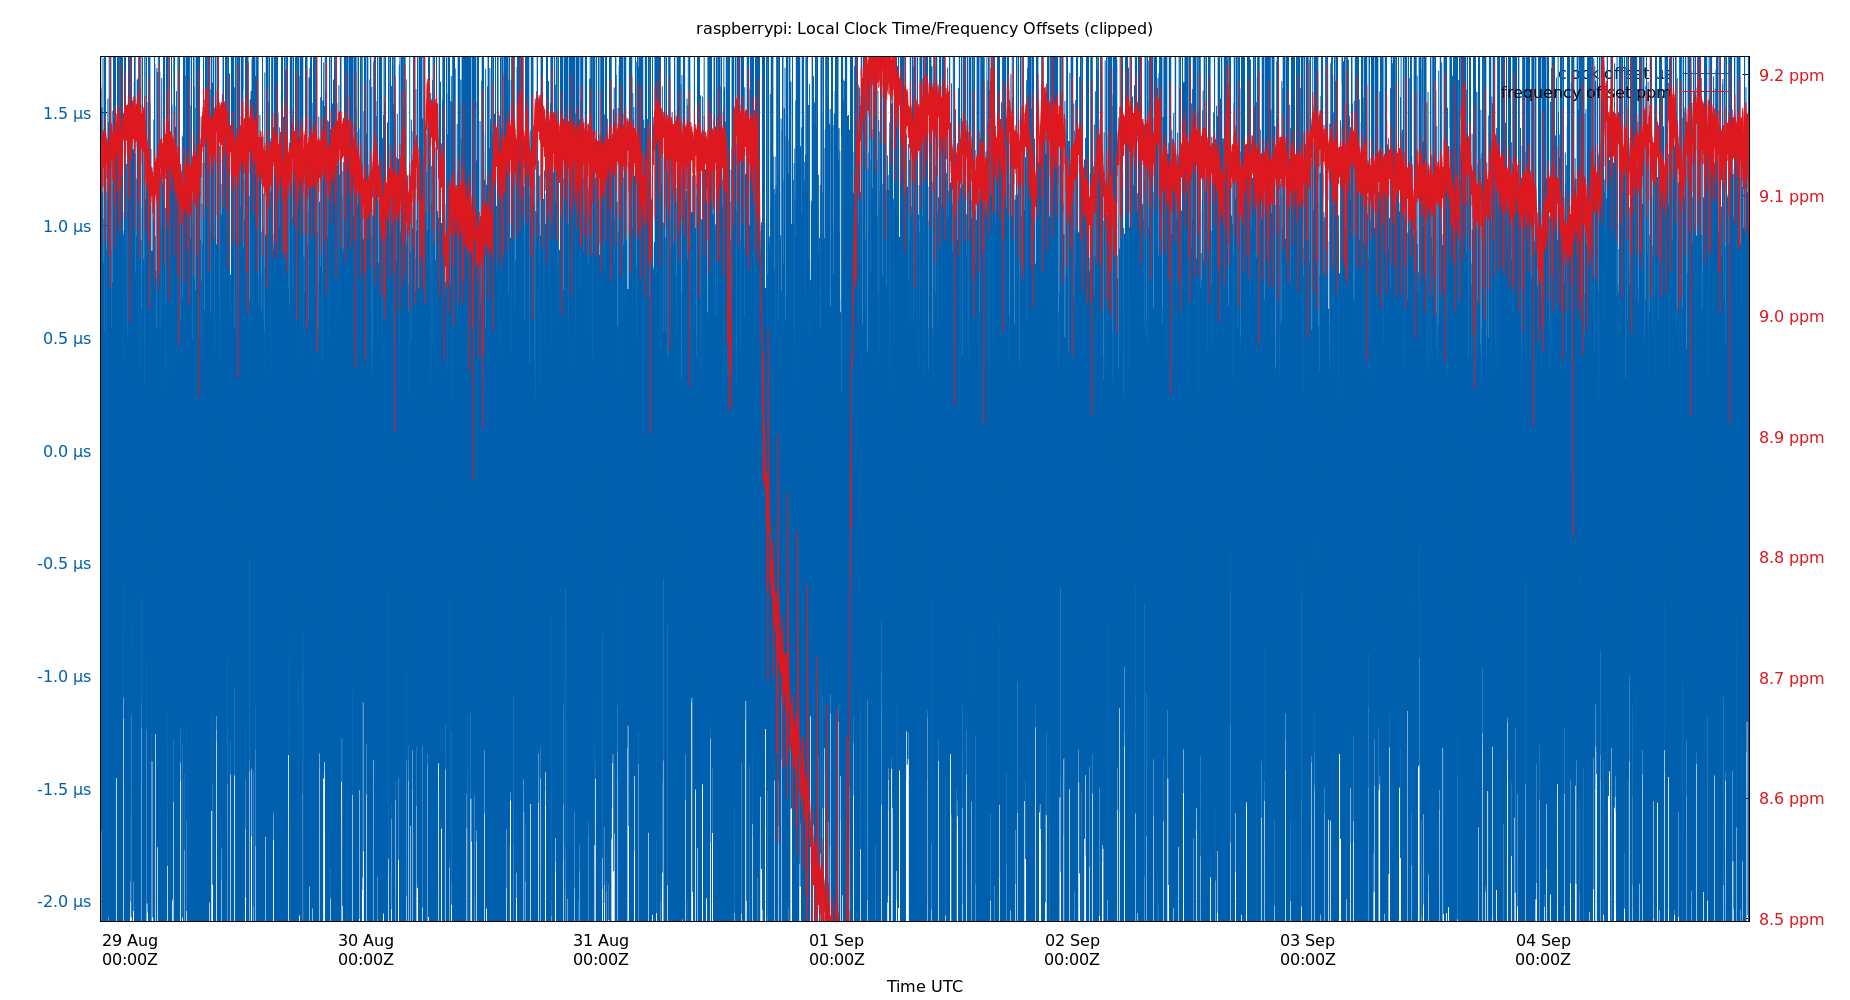 raspberrypi: Local Clock Time/Frequency Offsets (clipped)
clock offset µs
frequency offset ppm
1.5 µs
1.0 µs
0.5 µs
0.0 µs
-0.5 µs
-1.0 µs
-1.5 µs
-2.0 µs
9.2 ppm
9.1 ppm
9.0 ppm
8.9 ppm
8.8 ppm
8.7 ppm
8.6 ppm
8.5 ppm
29 Aug
00:00Z
30 Aug
00:00Z
31 Aug
00:00Z
01 Sep
00:00Z
02 Sep
00:00Z
03 Sep
00:00Z
04 Sep
00:00Z
Time UTC